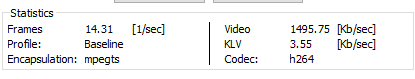 Statistics
Frames 14.31 [1/sec] Video 1495.75 [Kb/sec]
Profile: Baseline KLV 3.55 [Kb/sec]
Encapsulation: mpegts Codec: h264